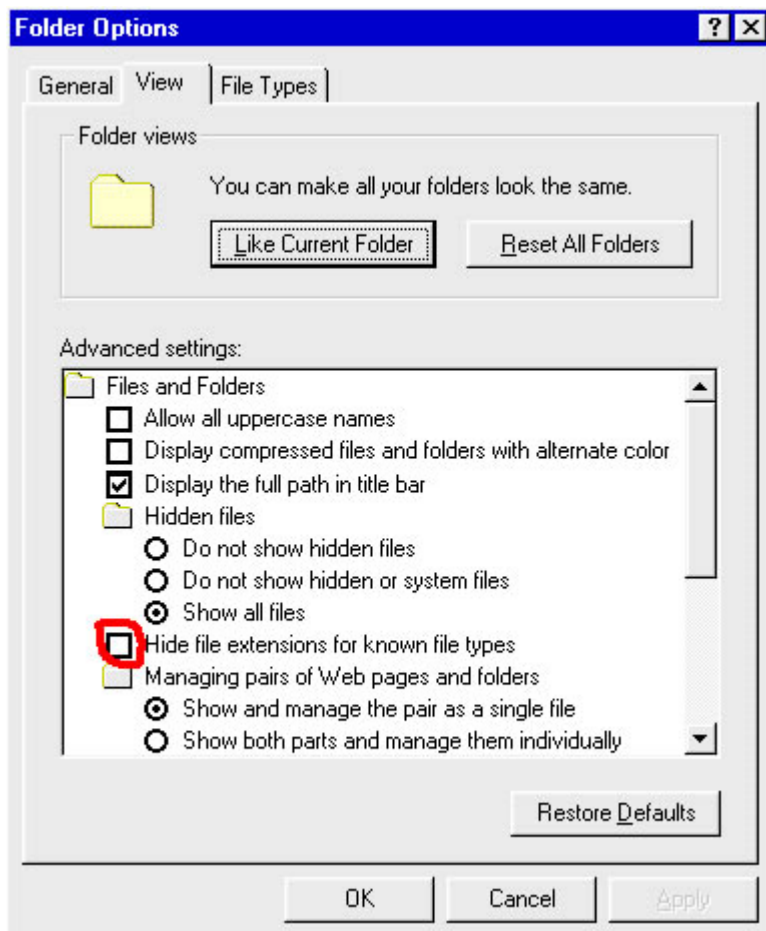 Folder Options
General View File Types
Folder views
You can make all your folders look the same.
Like Current Folder Reset All Folders
Advanced settings:
Files and Folders
Allow all uppercase names
Display compressed files and folders with alternate color
Display the full path in title bar
Hidden files
Do not show hidden files
Do not show hidden or system files
Show all files
Hide file extensions for known file types
Managing pairs of Web pages and folders
Show and manage the pair as a single file
Show both parts and manage them individually
Restore Defaults
OK Cancel Apply